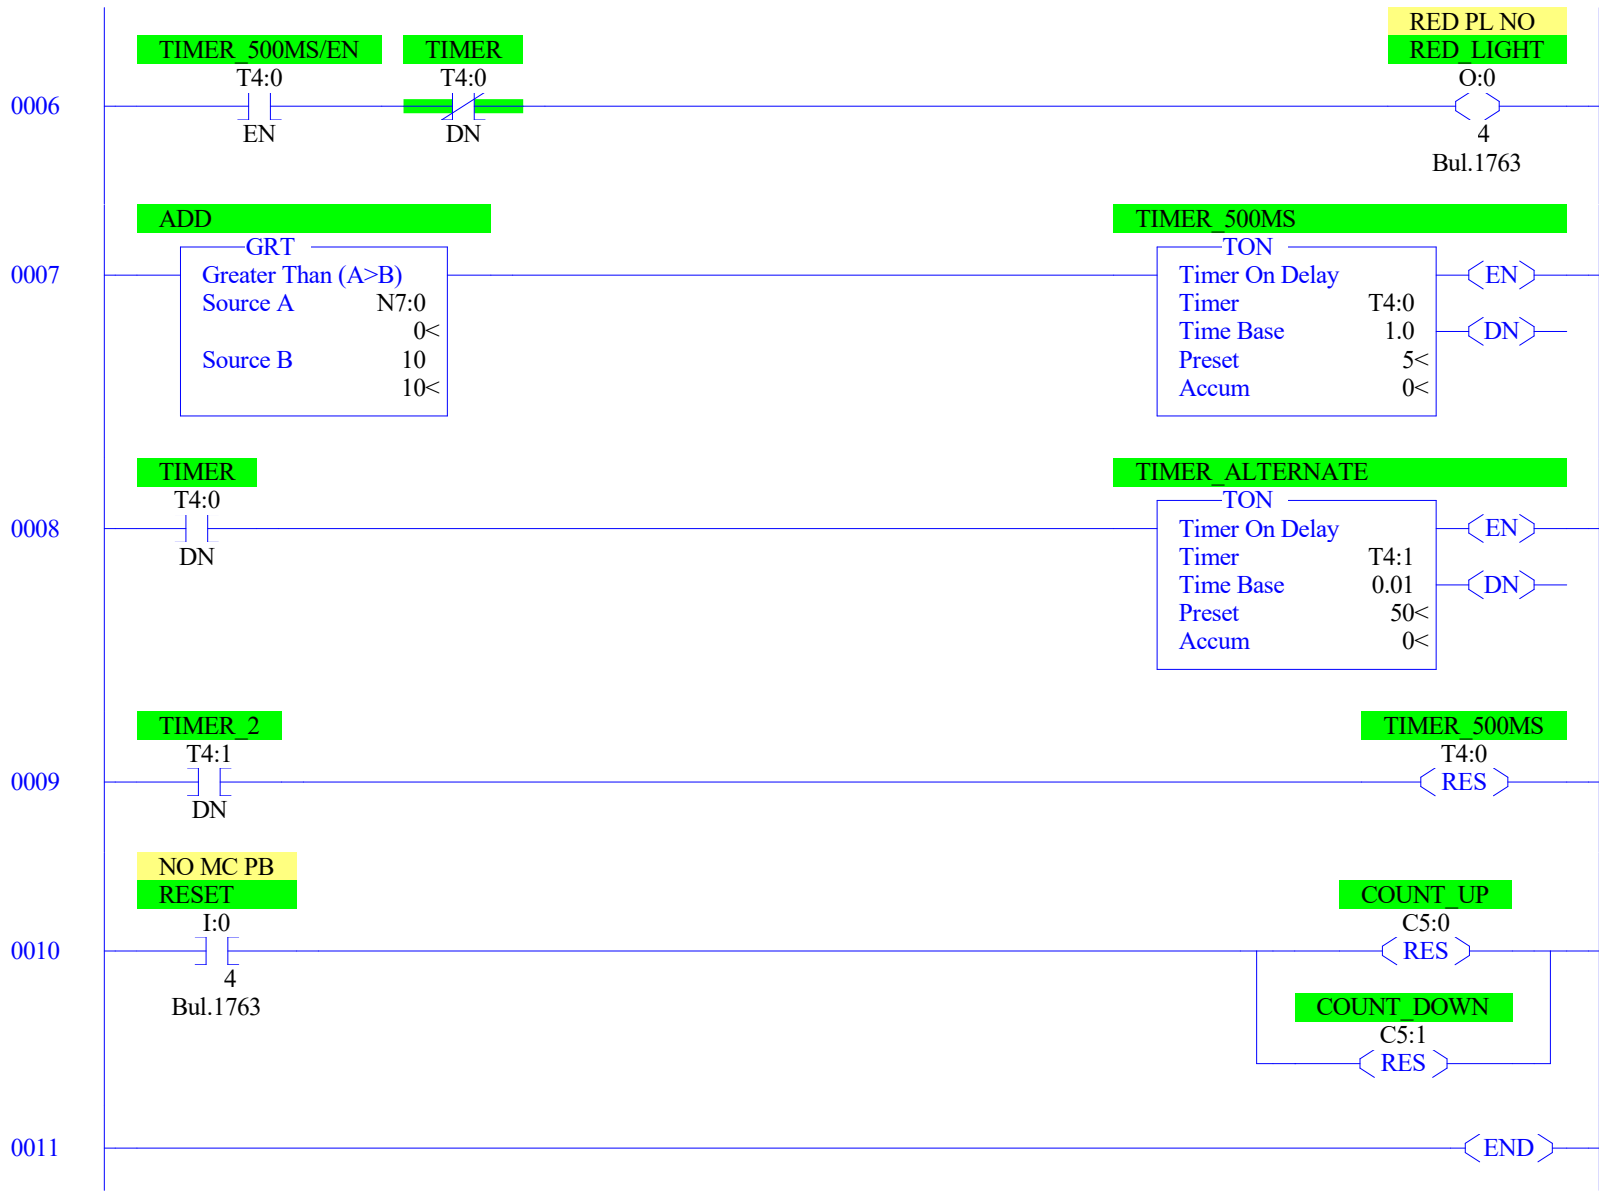 RED PL NO
TIMER_500MS/EN TIMER RED_LIGHT
T4:0 T4:0 O:0
0006
EN DN 4
Bul.1763
ADD TIMER_500MS
GRT TON
0007 Greater Than (A>B) Timer On Delay EN
Source A N7:0 Timer T4:0
0< Time Base 1.0 DN
Source B 10 Preset 5<
10< Accum 0<
TIMER TIMER_ALTERNATE
T4:0 TON
0008 Timer On Delay EN
DN Timer T4:1
Time Base 0.01 DN
Preset 50<
Accum 0<
TIMER_2 TIMER_500MS
T4:1 T4:0
0009 RES
DN
NO MC PB
RESET COUNT_UP
I:0 C5:0
0010 RES
4
Bul.1763 COUNT_DOWN
C5:1
RES
0011 END